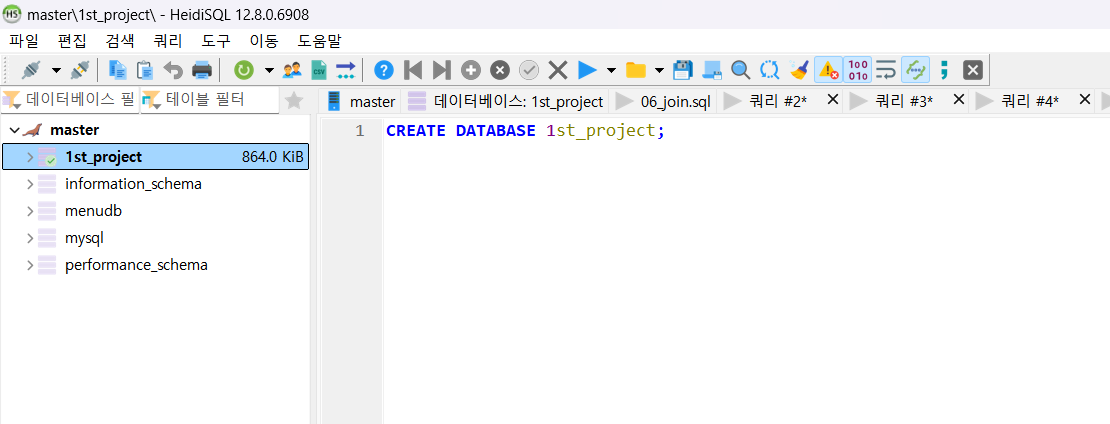 master\1st_project\ - HeidiSQL 12.8.0.6908
파일 편집 검색 쿼리 도구 이동 도움말
데이터베이스 필 테이블 필터 master 데이터베이스: 1st_project 06_join.sql 쿼리 #2* 쿼리 #3* 쿼리 #4*
master
1st_project 864.0 KiB
information_schema
menudb
mysql
performance_schema
1 CREATE DATABASE 1st_project;